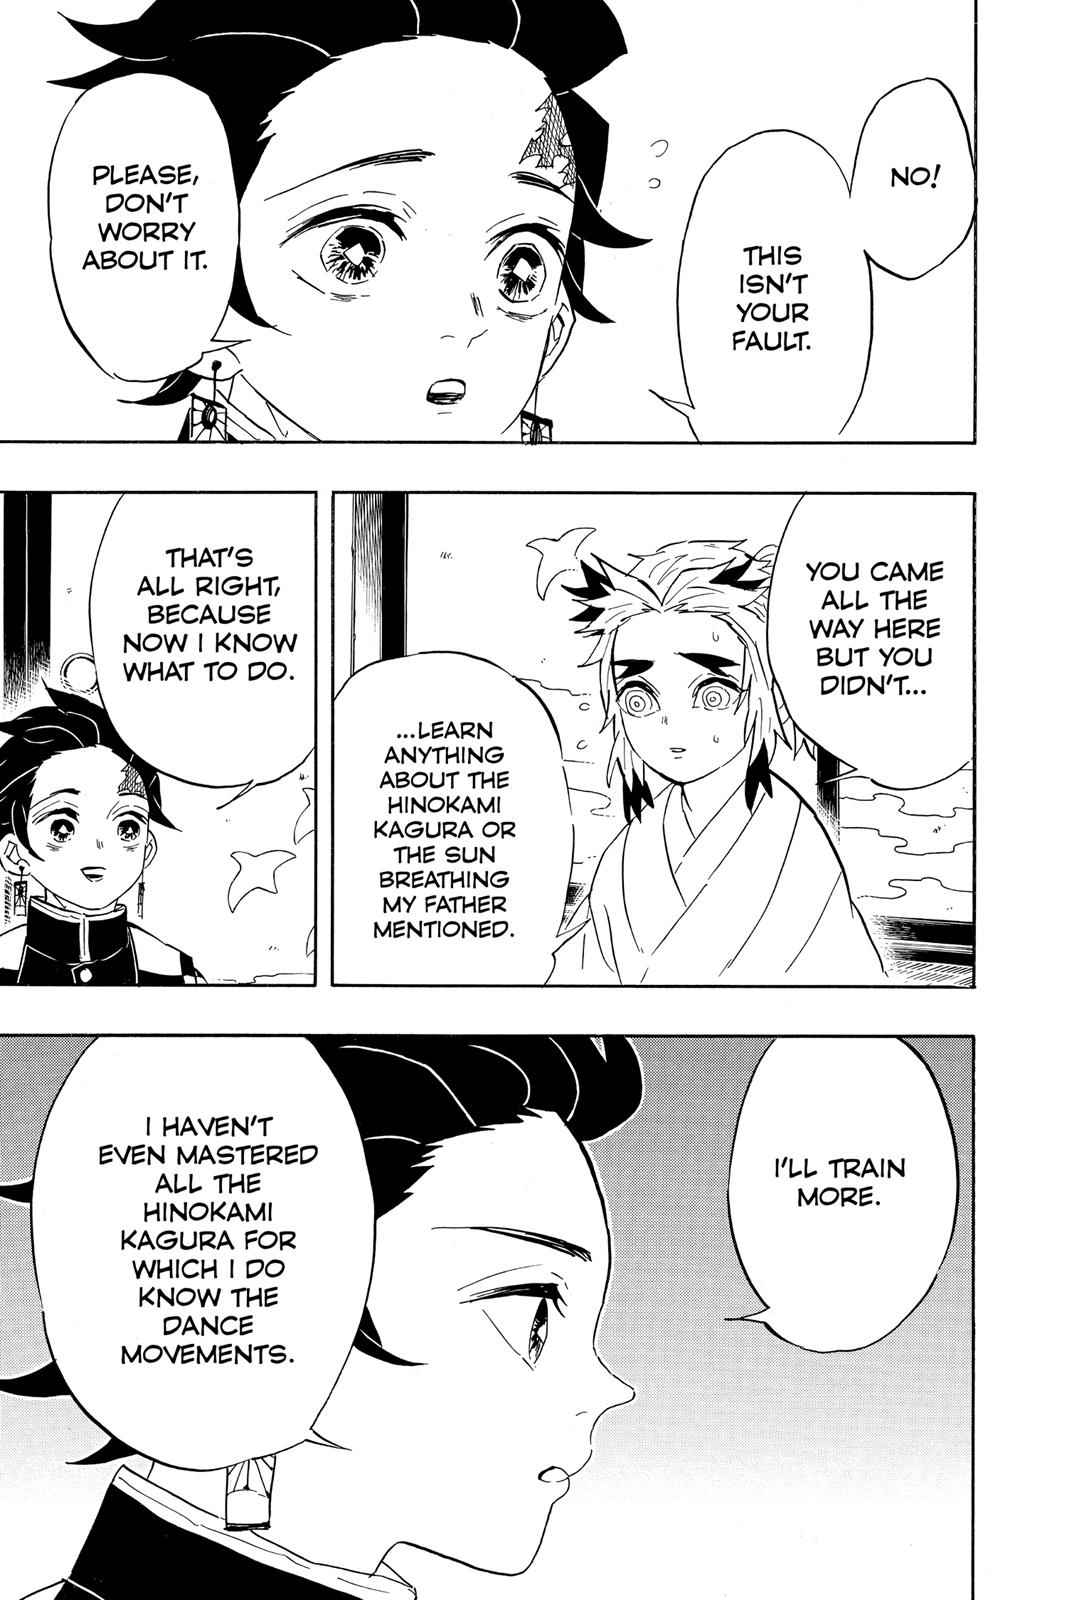 NO!
THIS
ISN'T
YOUR
FAULT.
PLEASE,
DON'T
WORRY
ABOUT IT.
YOU CAME
ALL THE
WAY HERE
BUT YOU
DIDN'T...
...LEARN
ANYTHING
ABOUT THE
HINOKAMI
KAGURA OR
THE SUN
BREATHING
MY FATHER
MENTIONED.
THAT'S
ALL RIGHT,
BECAUSE
NOW I KNOW
WHAT TO DO.
I'LL TRAIN
MORE.
I HAVEN'T
EVEN MASTERED
ALL THE
HINOKAMI
KAGURA FOR
WHICH I DO
KNOW THE
DANCE
MOVEMENTS.